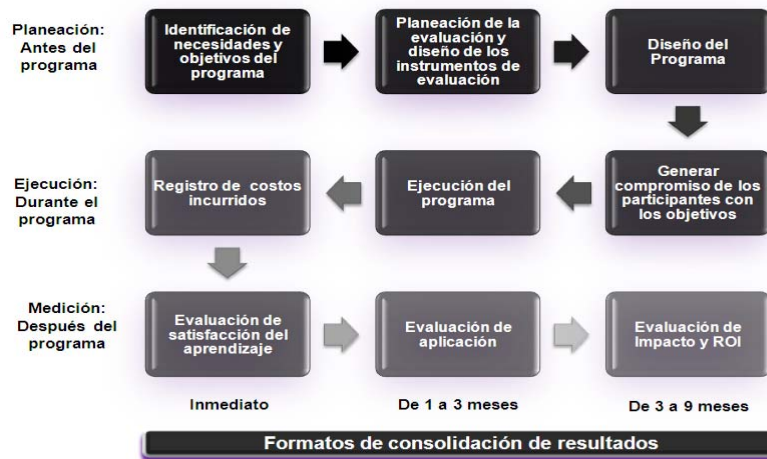 Planeación:
Antes del
programa
Identificación de
necesidades y
objetivos del
programa
Planeación de la
evaluación y
diseño de los
instrumentos de
evaluación
Diseño del
Programa
Ejecución:
Durante el
programa
Registro de costos
incurridos
Ejecución del
programa
Generar
compromiso de los
participantes con
los objetivos
Medición:
Después del
programa
Evaluación de
satisfacción del
aprendizaje
Evaluación de
aplicación
Evaluación de
Impacto y ROI
Inmediato
De 1 a 3 meses
De 3 a 9 meses
Formatos de consolidación de resultados